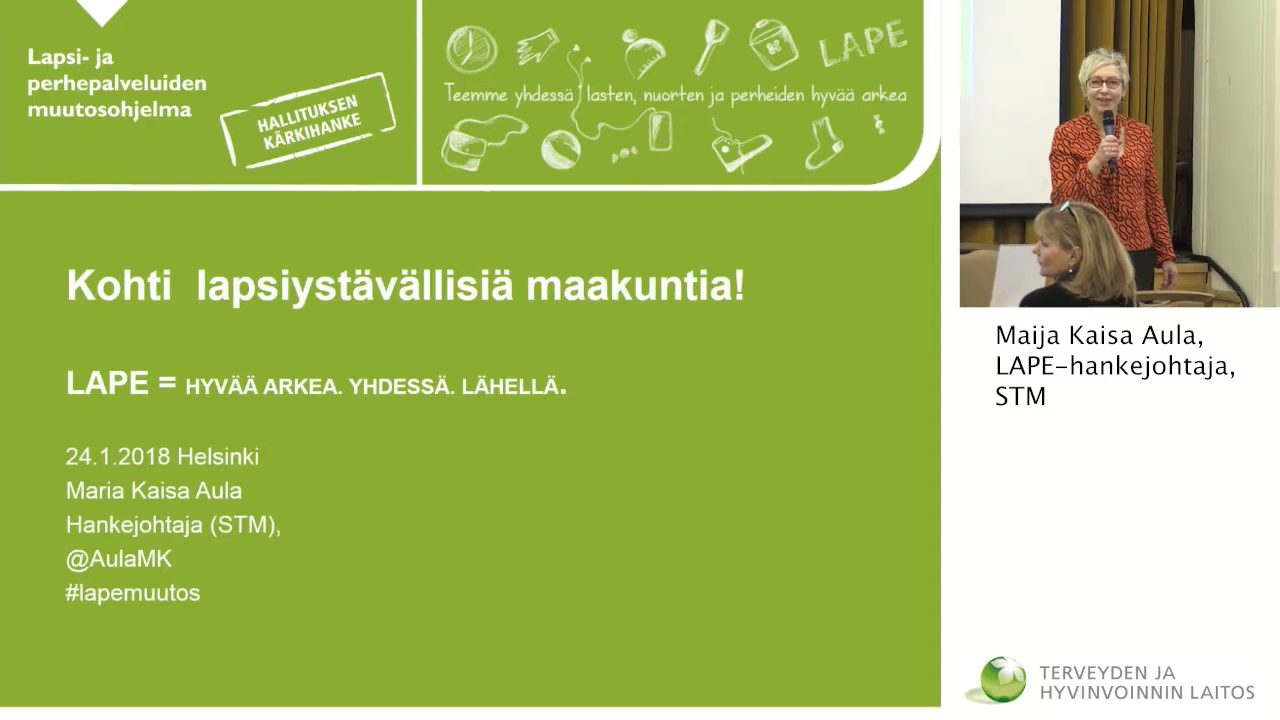 Lapsi- ja
perhepalveluiden
muutosohjelma
HALLITUKSEN
KÄRKIHANKE
LAPE
Teemme yhdessä lasten, nuorten ja perheiden hyvää arkea
Kohti  lapsiystävällisiä maakuntia!
LAPE = HYVÄÄ ARKEA. YHDESSÄ. LÄHELLÄ.
24.1.2018 Helsinki
Maria Kaisa Aula
Hankejohtaja (STM),
@AulaMK
#lapemuutos
Maija Kaisa Aula,
LAPE-hankejohtaja,
STM
TERVEYDEN JA
HYVINVOINNIN LAITOS